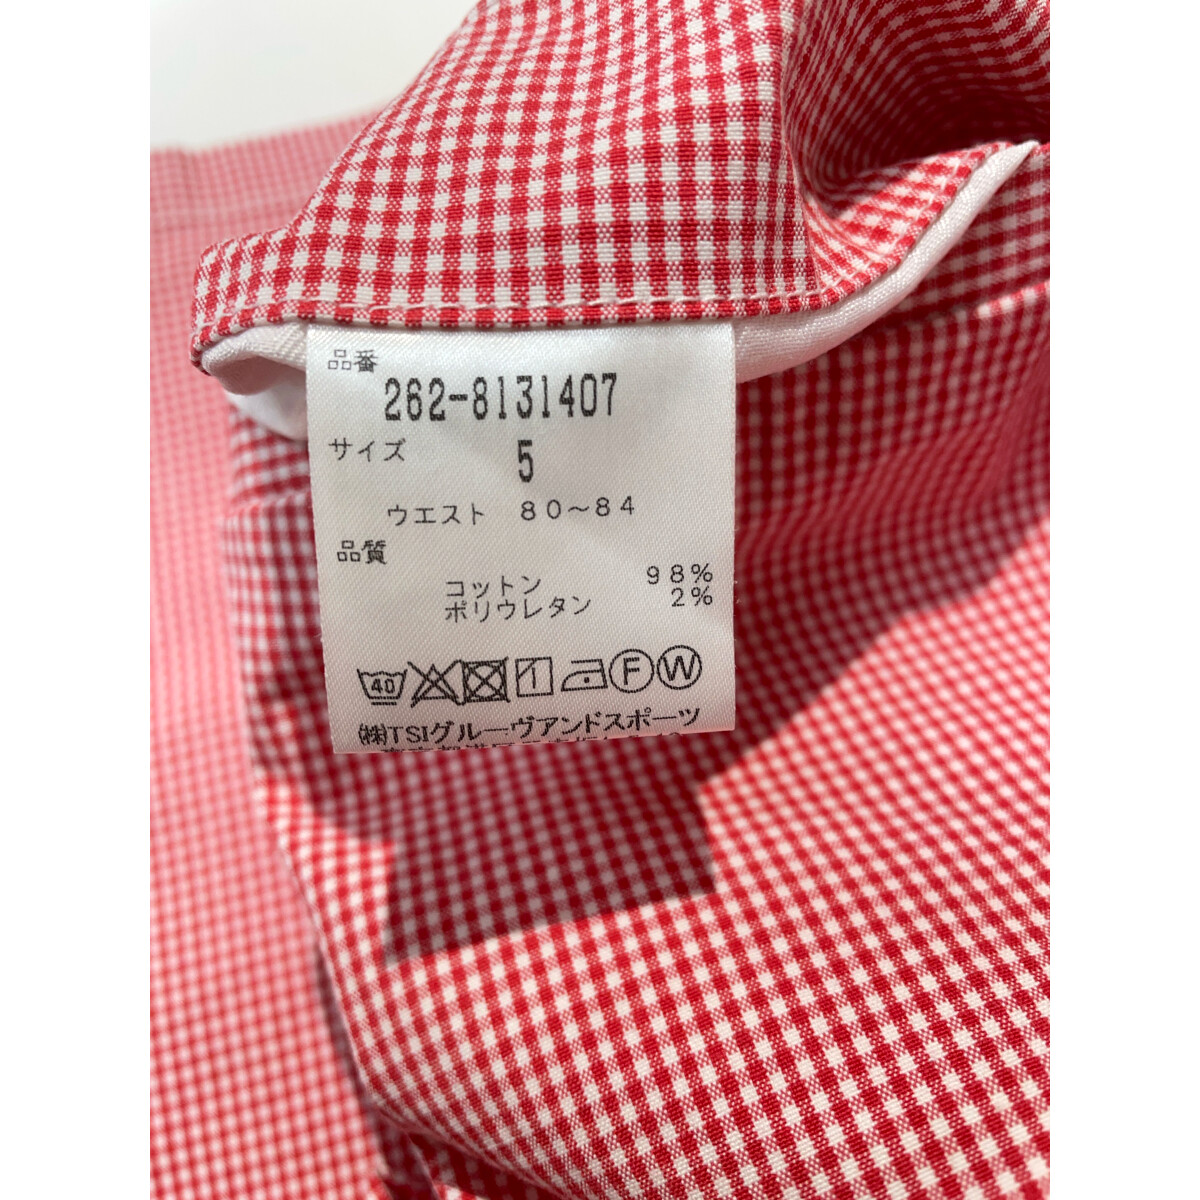 品番
262-8131407
サイズ 5
ウエスト 80～84
品質
コットン 98%
ポリウレタン 2%
40 F W
㈱TSIグルーヴアンドスポーツ